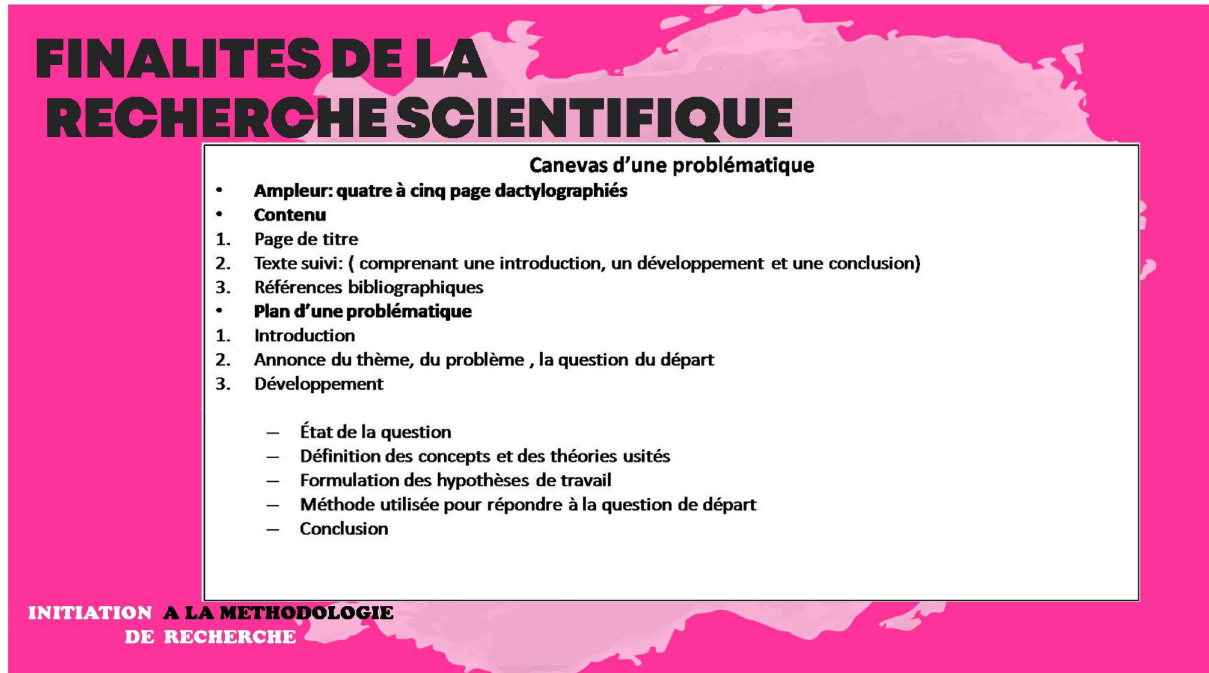 FINALITES DE LA
RECHERCHE SCIENTIFIQUE
Canevas d'une problématique
• Ampleur: quatre à cinq page dactylographiés
• Contenu
1. Page de titre
2. Texte suivi: ( comprenant une introduction, un développement et une conclusion)
3. Références bibliographiques
• Plan d'une problématique
1. Introduction
2. Annonce du thème, du problème , la question du départ
3. Développement
— État de la question
— Définition des concepts et des théories usités
— Formulation des hypothèses de travail
— Méthode utilisée pour répondre à la question de départ
— Conclusion
INITIATION A LA METHODOLOGIE
DE RECHERCHE